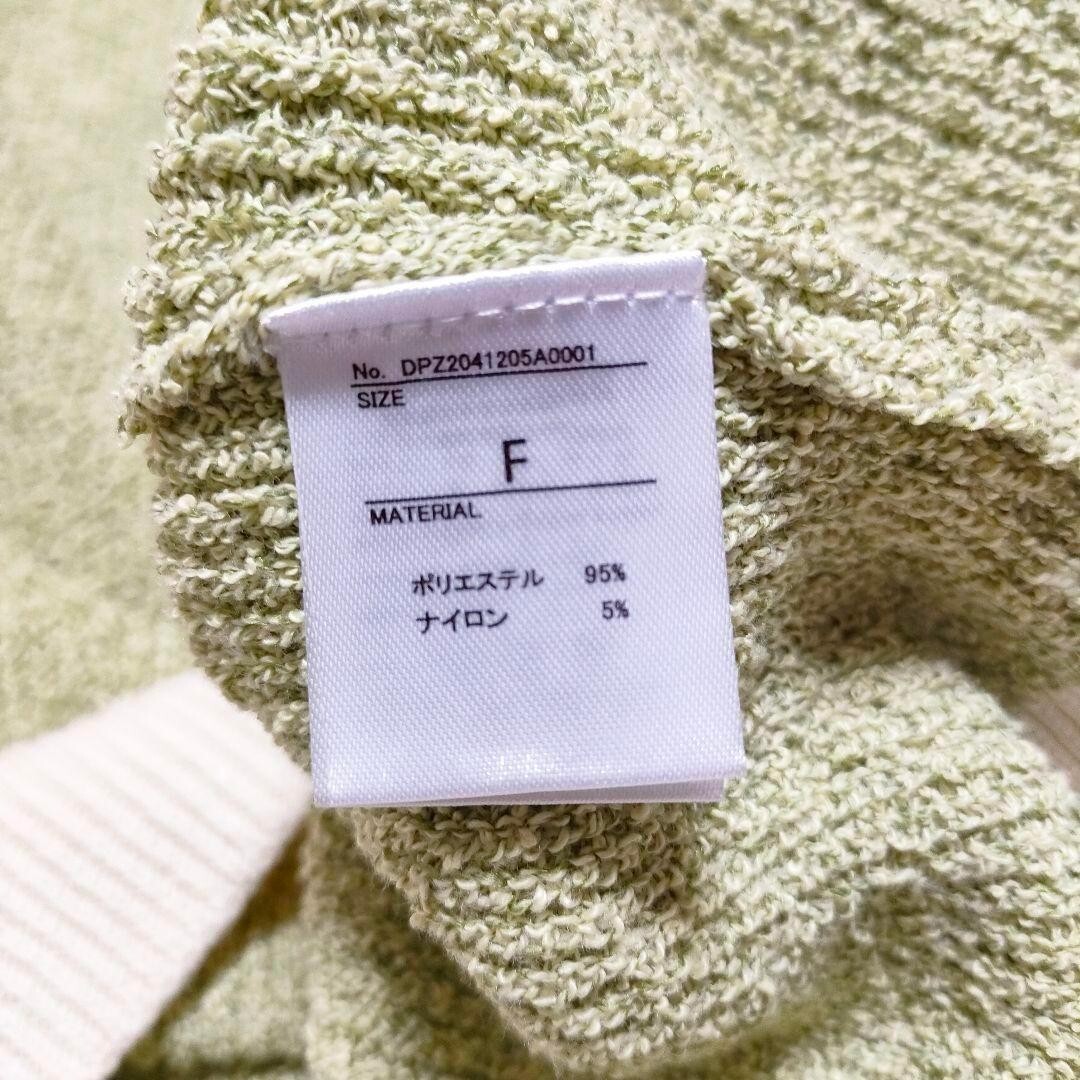 No. DPZ2041205A0001
SIZE
F
MATERIAL
ポリエステル 95%
ナイロン 5%